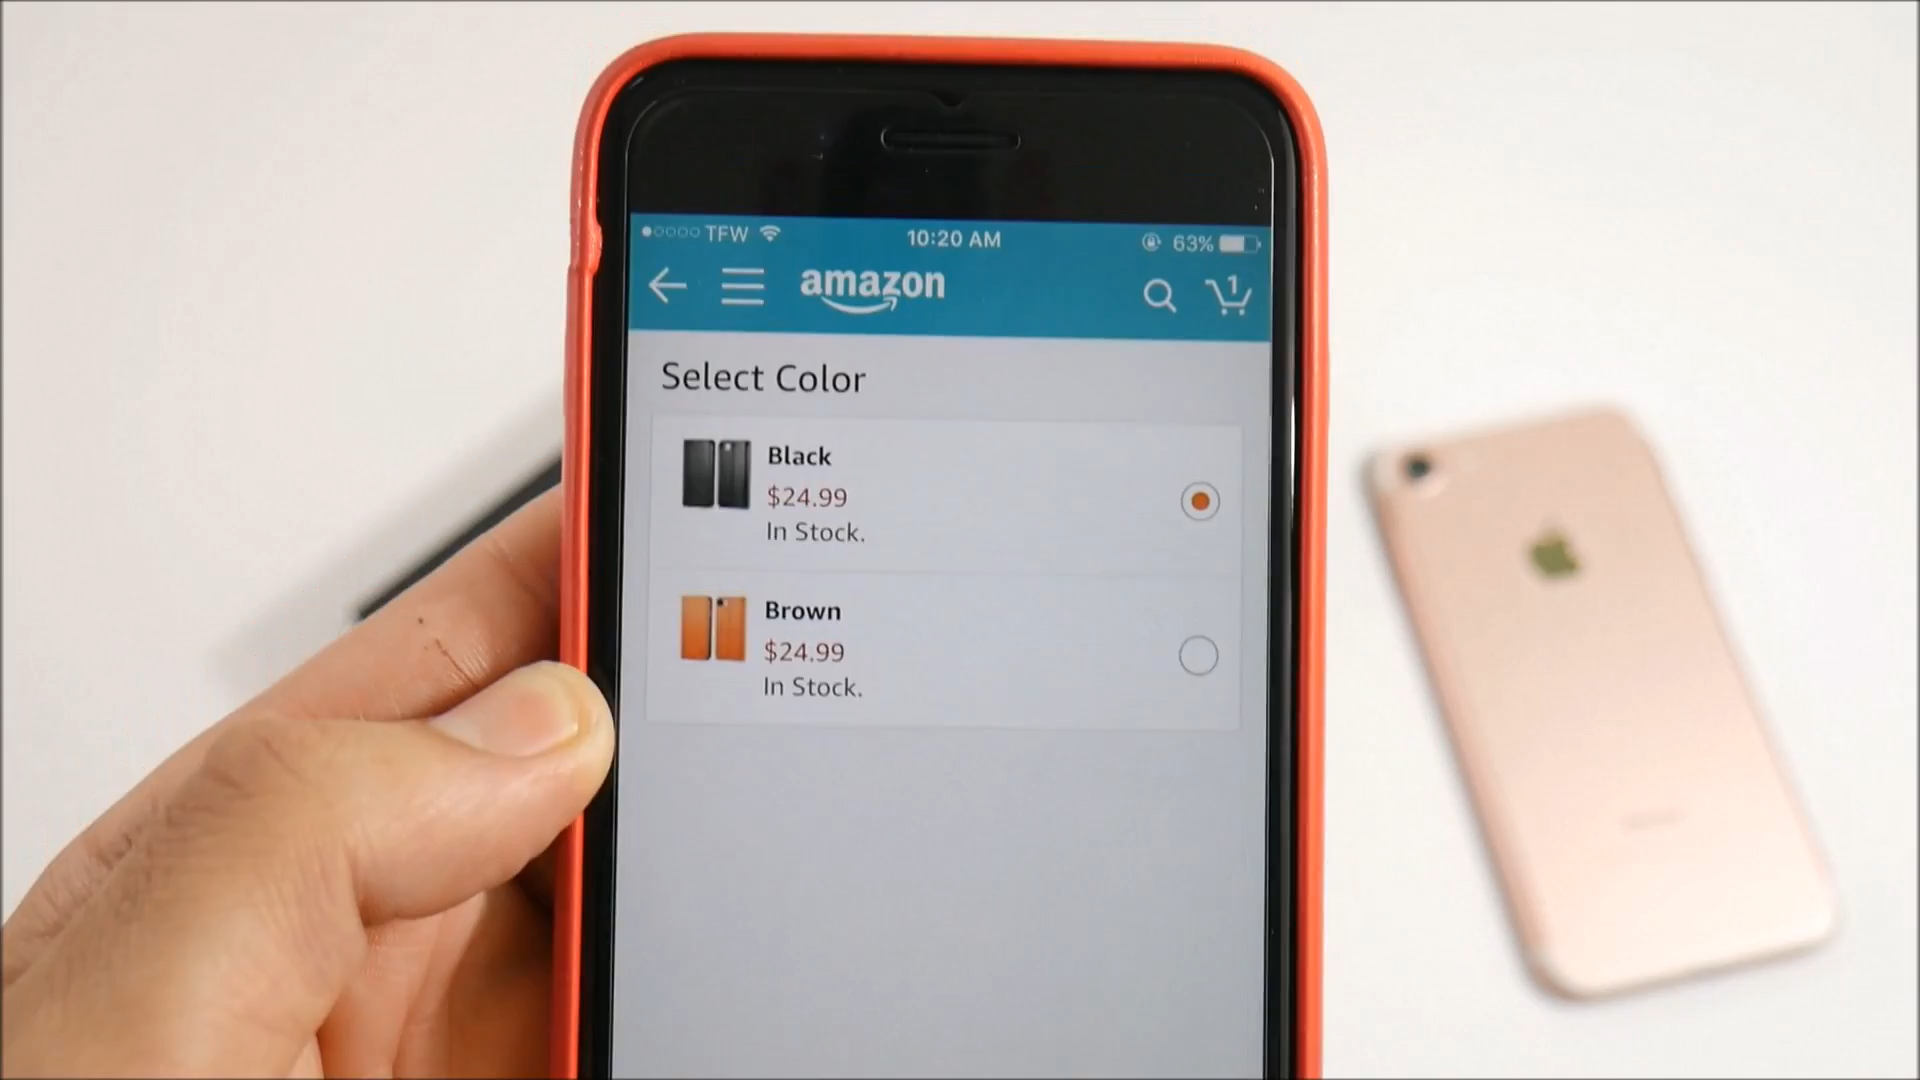 TFW 10:20 AM 63%
amazon 1
Select Color
Black
$24.99
In Stock.
Brown
$24.99
In Stock.